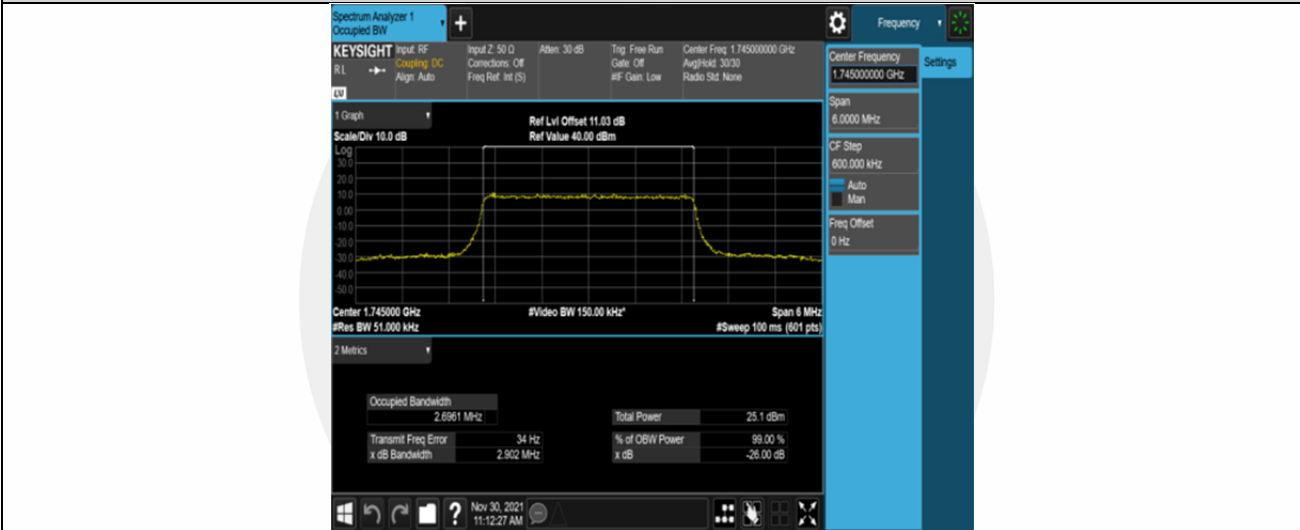 Spectrum Analyzer 1
Occupied BW
+
Frequency
KEYSIGHT
R L
Input: RF
Coupling: DC
Align: Auto
Input Z: 50 Ω
Corrections: Off
Freq Ref: Int (S)
Atten: 30 dB
Trig: Free Run
Gate: Off
#IF Gain: Low
Center Freq: 1.745000000 GHz
Avg|Hold: 30/30
Radio Std: None
Center Frequency
1.745000000 GHz
Settings
Span
6.0000 MHz
CF Step
600.000 kHz
Auto
Man
Freq Offset
0 Hz
1 Graph
Ref Lvl Offset 11.03 dB
Scale/Div 10.0 dB
Ref Value 40.00 dBm
Log
30.0
20.0
10.0
0.00
-10.0
-20.0
-30.0
-40.0
-50.0
Center 1.745000 GHz
#Video BW 150.00 kHz*
Span 6 MHz
#Res BW 51.000 kHz
#Sweep 100 ms (601 pts)
2 Metrics
Occupied Bandwidth
2.6961 MHz
Total Power
25.1 dBm
Transmit Freq Error
34 Hz
% of OBW Power
99.00 %
x dB Bandwidth
2.902 MHz
x dB
-26.00 dB
?
Nov 30, 2021
11:12:27 AM